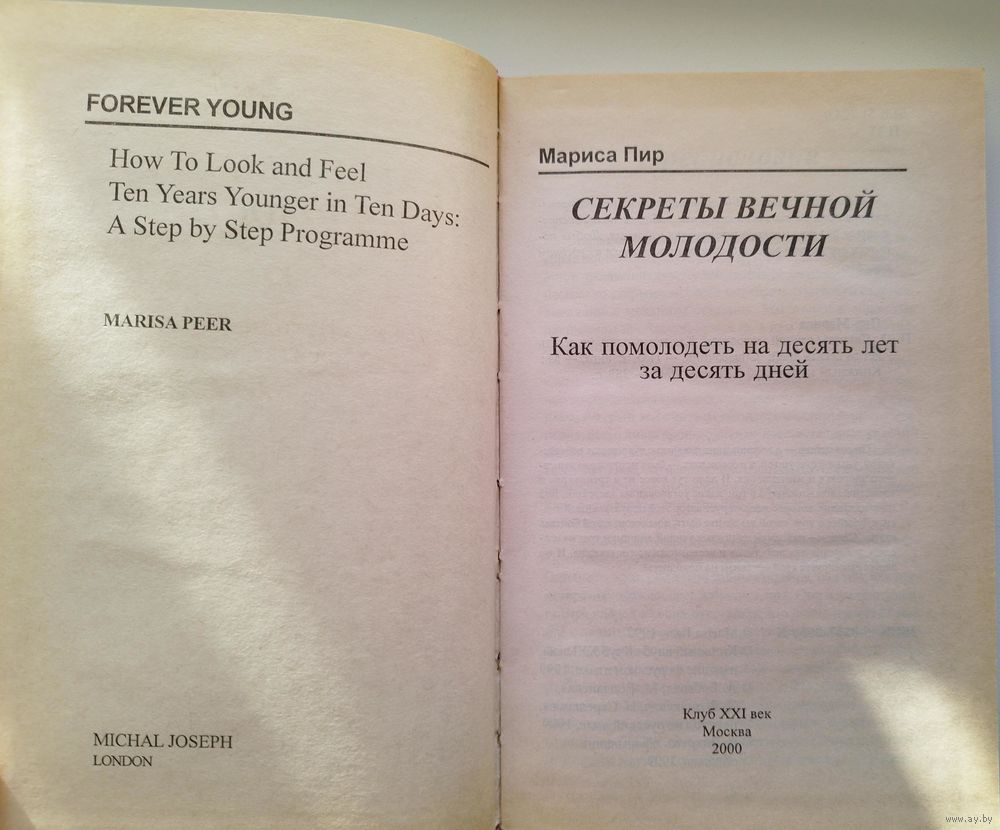 FOREVER YOUNG
How To Look and Feel
Ten Years Younger in Ten Days:
A Step by Step Programme
MARISA PEER
MICHAL JOSEPH
LONDON
Мариса Пир
СЕКРЕТЫ ВЕЧНОЙ
МОЛОДОСТИ
Как помолодеть на десять лет
за десять дней
Клуб XXI век
Москва
2000
www.ay.by